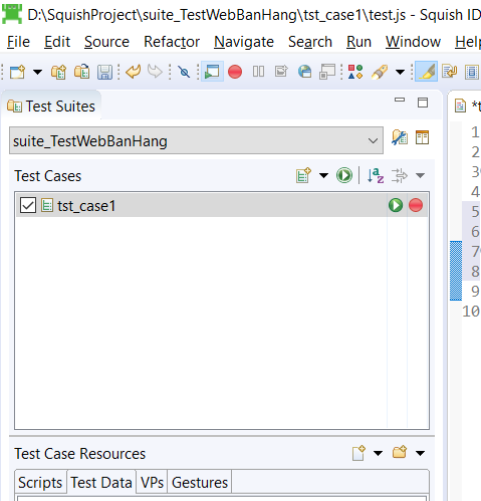 D:\SquishProject\suite_TestWebBanHang\tst_case1\test.js - Squish ID
File Edit Source Refactor Navigate Search Run Window Help
Test Suites
suite_TestWebBanHang
Test Cases
tst_case1
Test Case Resources
Scripts Test Data VPs Gestures
1
2
3
4
5
6
7
8
9
10